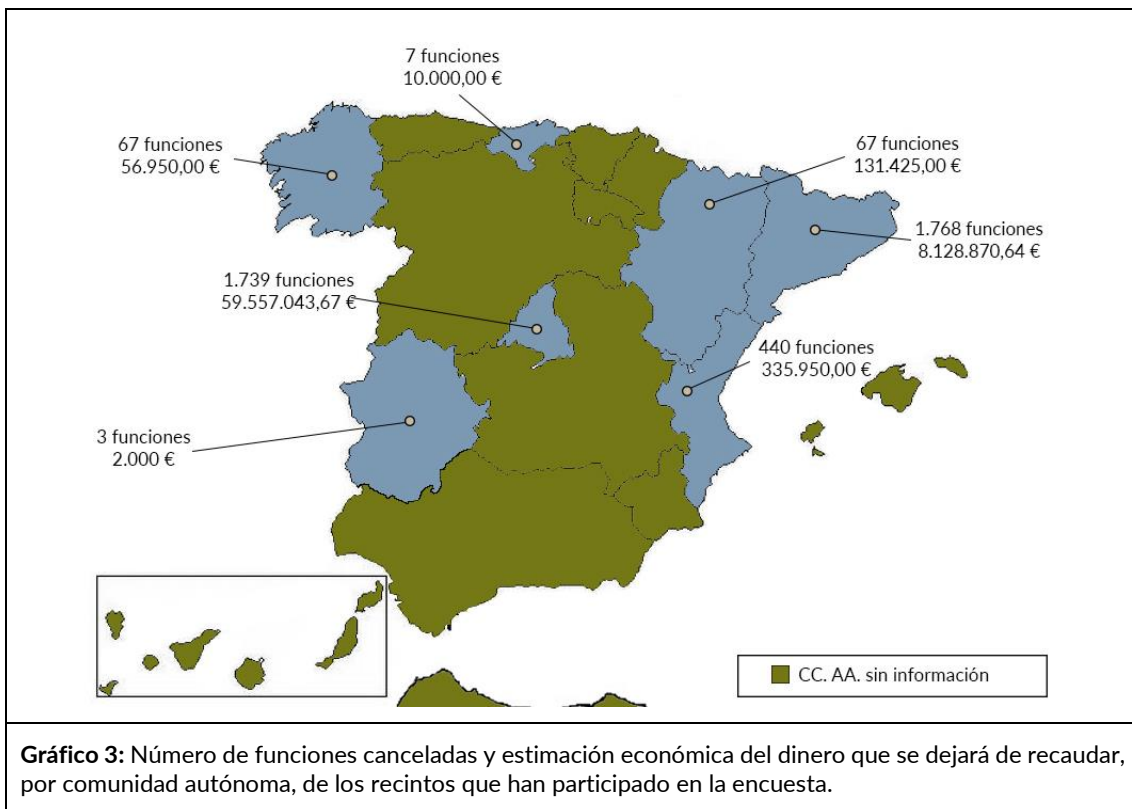 7 funciones
10.000,00 €
67 funciones
56.950,00 €
67 funciones
131.425,00 €
1.768 funciones
8.128.870,64 €
1.739 funciones
59.557.043,67 €
440 funciones
335.950,00 €
3 funciones
2.000 €
CC. AA. sin información
Gráfico 3: Número de funciones canceladas y estimación económica del dinero que se dejará de recaudar,
por comunidad autónoma, de los recintos que han participado en la encuesta.